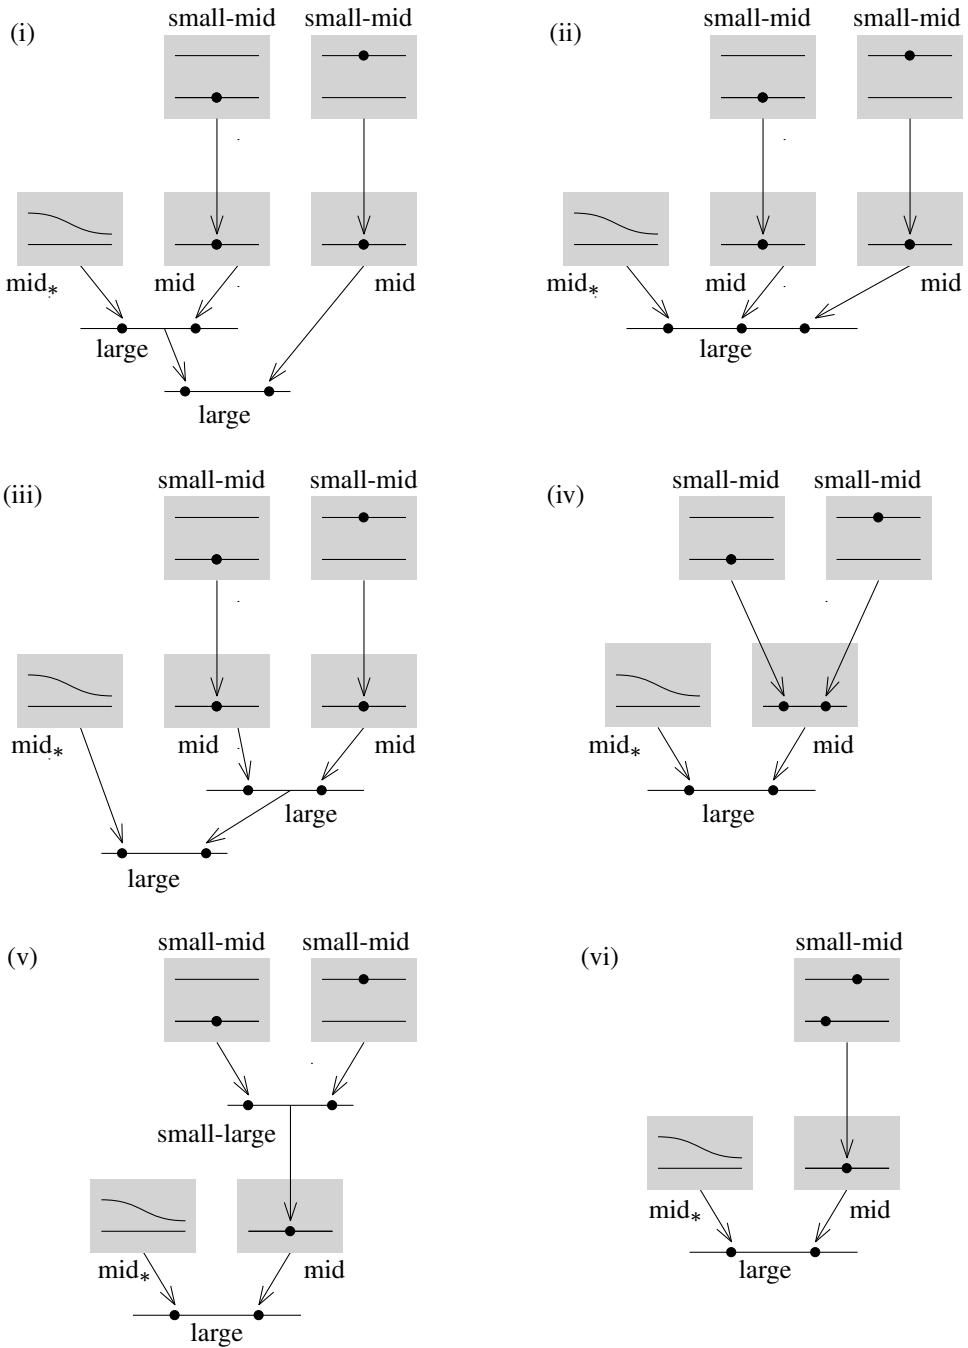 (i) small-mid small-mid
mid* mid mid
large
large
(ii) small-mid small-mid
mid* mid mid
large
(iii) small-mid small-mid
mid* mid mid
large
large
(iv) small-mid small-mid
mid* mid
large
(v) small-mid small-mid
small-large
mid* mid
large
(vi) small-mid
mid* mid
large